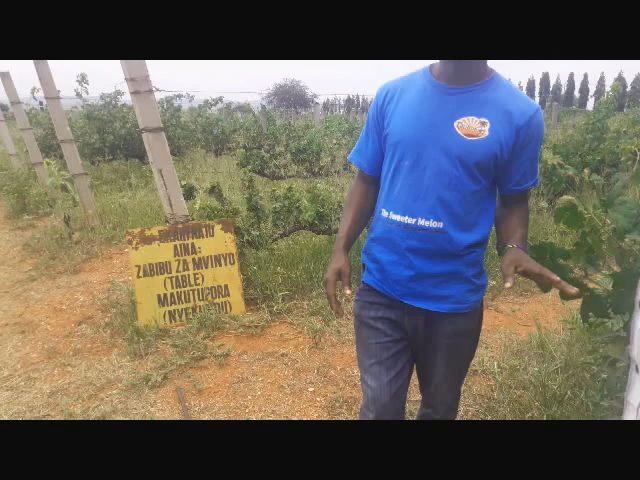 AINA:
ZABIBU ZA MVINYO
(TABLE)
MAKUTUPORA
The Sweeter Melon